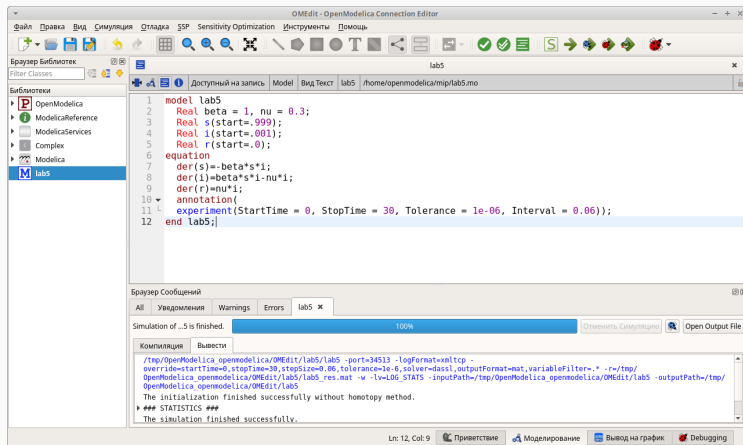 OMEdit - OpenModelica Connection Editor
Файл Правка Вид Симуляция Отладка SSP Sensitivity Optimization Инструменты Помощь
Браузер Библиотек
Filter Classes
Библиотеки
OpenModelica
ModelicaReference
ModelicaServices
Complex
Modelica
lab5
lab5
Доступный на запись Model Вид Текст lab5 /home/openmodelica/mip/lab5.mo
1 model lab5
2 Real beta = 1, nu = 0.3;
3 Real s(start=.999);
4 Real i(start=.001);
5 Real r(start=.0);
6 equation
7 der(s)=-beta*s*i;
8 der(i)=beta*s*i-nu*i;
9 der(r)=nu*i;
10 annotation(
11 experiment(StartTime = 0, StopTime = 30, Tolerance = 1e-06, Interval = 0.06));
12 end lab5;
Браузер Сообщений
All Уведомления Warnings Errors lab5
Simulation of ...5 is finished. 100% Отменить Симуляцию Open Output File
Компиляция Вывести
/tmp/OpenModelica_openmodelica/OMEdit/lab5/lab5 -port=34513 -logFormat=xmltcp -
override=startTime=0,stopTime=30,stepSize=0.06,tolerance=1e-6,solver=dassl,outputFormat=mat,variableFilter=.* -r=/tmp/
OpenModelica_openmodelica/OMEdit/lab5/lab5_res.mat -w -lv=LOG_STATS -inputPath=/tmp/OpenModelica_openmodelica/OMEdit/lab5 -outputPath=/tmp/
OpenModelica_openmodelica/OMEdit/lab5
The initialization finished successfully without homotopy method.
### STATISTICS ###
The simulation finished successfully.
Ln: 12, Col: 9 Приветствие Моделирование Вывод на график Debugging